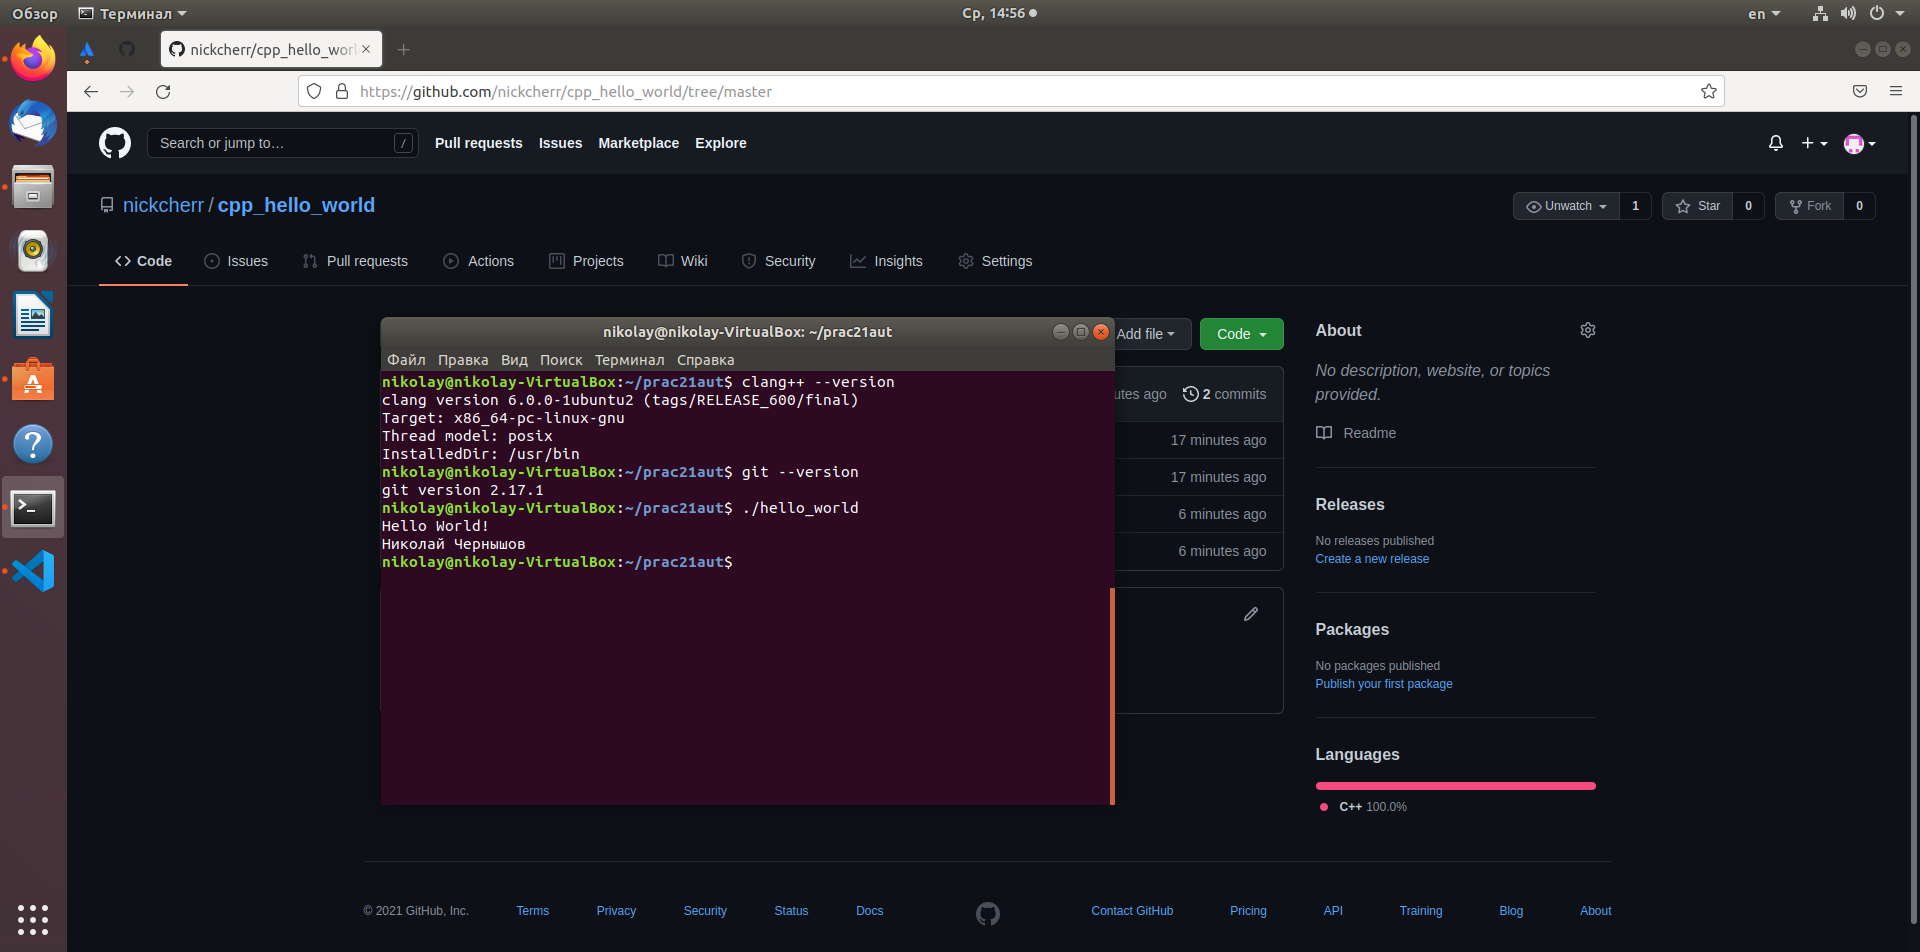 Обзор Терминал Ср, 14:56 en
nickcherr/cpp_hello_wor
https://github.com/nickcherr/cpp_hello_world/tree/master
Search or jump to… / Pull requests Issues Marketplace Explore
nickcherr / cpp_hello_world Unwatch 1 Star 0 Fork 0
Code Issues Pull requests Actions Projects Wiki Security Insights Settings
nikolay@nikolay-VirtualBox: ~/prac21aut
Файл Правка Вид Поиск Терминал Справка
nikolay@nikolay-VirtualBox:~/prac21aut$ clang++ --version
clang version 6.0.0-1ubuntu2 (tags/RELEASE_600/final)
Target: x86_64-pc-linux-gnu
Thread model: posix
InstalledDir: /usr/bin
nikolay@nikolay-VirtualBox:~/prac21aut$ git --version
git version 2.17.1
nikolay@nikolay-VirtualBox:~/prac21aut$ ./hello_world
Hello World!
Николай Чернышов
nikolay@nikolay-VirtualBox:~/prac21aut$
Add file Code
utes ago 2 commits
17 minutes ago
17 minutes ago
6 minutes ago
6 minutes ago
About
No description, website, or topics
provided.
Readme
Releases
No releases published
Create a new release
Packages
No packages published
Publish your first package
Languages
C++ 100.0%
© 2021 GitHub, Inc. Terms Privacy Security Status Docs Contact GitHub Pricing API Training Blog About